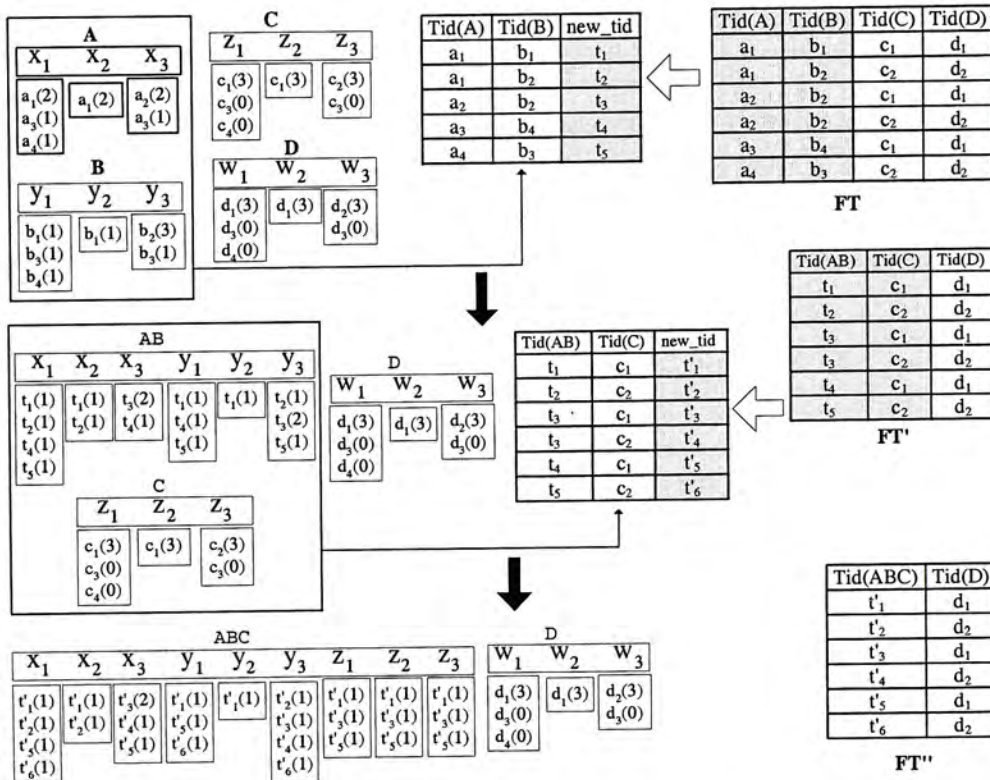 A
x1 x2 x3
a1(2) a1(2) a2(2)
a3(1) a3(1)
a4(1)
B
y1 y2 y3
b1(1) b1(1) b2(3)
b3(1) b3(1)
b4(1)
C
z1 z2 z3
c1(3) c1(3) c2(3)
c3(0) c3(0)
c4(0)
D
w1 w2 w3
d1(3) d1(3) d2(3)
d3(0) d3(0)
d4(0)
Tid(A) Tid(B) new_tid
a1 b1 t1
a1 b2 t2
a2 b2 t3
a3 b4 t4
a4 b3 t5
Tid(A) Tid(B) Tid(C) Tid(D)
a1 b1 c1 d1
a1 b2 c2 d2
a2 b2 c1 d1
a2 b2 c2 d2
a3 b4 c1 d1
a4 b3 c2 d2
FT
AB
x1 x2 x3 y1 y2 y3
t1(1) t1(1) t3(2) t1(1) t1(1) t2(1)
t2(1) t2(1) t4(1) t4(1) t3(2)
t4(1) t5(1) t5(1)
t5(1)
C
z1 z2 z3
c1(3) c1(3) c2(3)
c3(0) c3(0)
c4(0)
D
w1 w2 w3
d1(3) d1(3) d2(3)
d3(0) d3(0)
d4(0)
Tid(AB) Tid(C) new_tid
t1 c1 t'1
t2 c2 t'2
t3 c1 t'3
t3 c2 t'4
t4 c1 t'5
t5 c2 t'6
Tid(AB) Tid(C) Tid(D)
t1 c1 d1
t2 c2 d2
t3 c1 d1
t3 c2 d2
t4 c1 d1
t5 c2 d2
FT'
ABC
x1 x2 x3 y1 y2 y3 z1 z2 z3
t'1(1) t'1(1) t'3(2) t'1(1) t'1(1) t'2(1) t'1(1) t'1(1) t'1(1)
t'2(1) t'2(1) t'4(1) t'5(1) t'3(1) t'3(1) t'3(1) t'3(1)
t'5(1) t'5(1) t'6(1) t'4(1) t'5(1) t'5(1) t'5(1)
t'6(1) t'6(1)
D
w1 w2 w3
d1(3) d1(3) d2(3)
d3(0) d3(0)
d4(0)
Tid(ABC) Tid(D)
t'1 d1
t'2 d2
t'3 d1
t'4 d2
t'5 d1
t'6 d2
FT"